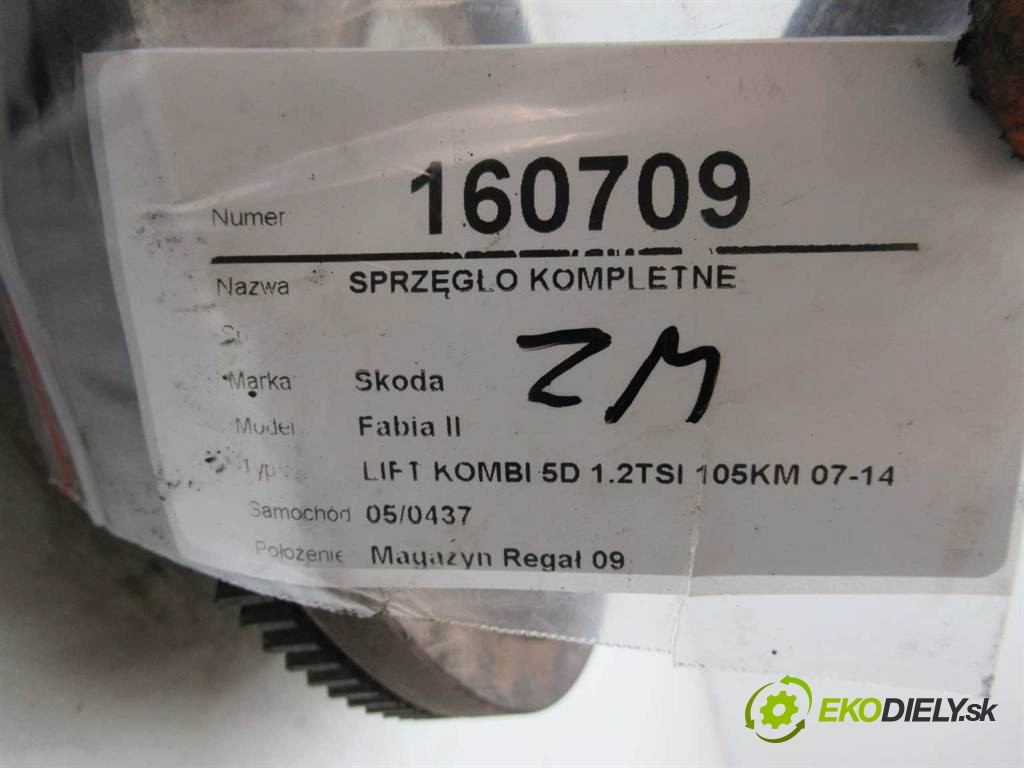 Numer 160709
Nazwa SPRZĘGŁO KOMPLETNE
ZM
Marka Skoda
Model Fabia II
Typ LIFT KOMBI 5D 1.2TSI 105KM 07-14
Samochód 05/0437
Położenie Magazyn Regał 09
EKODIELY.sk